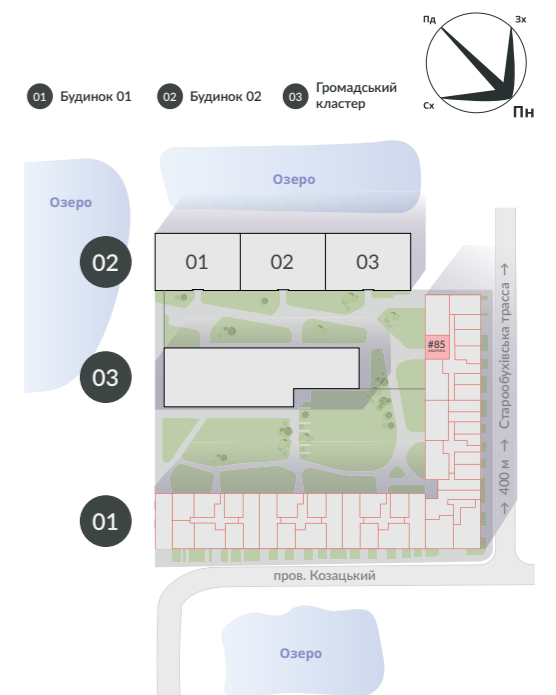 Пд
Зх
Сх
Пн
01 Будинок 01
02 Будинок 02
03 Громадський
кластер
Озеро
Озеро
02
01
02
03
#85
03
→ 400 м → Старообухівська трасса →
01
пров. Козацький
Озеро